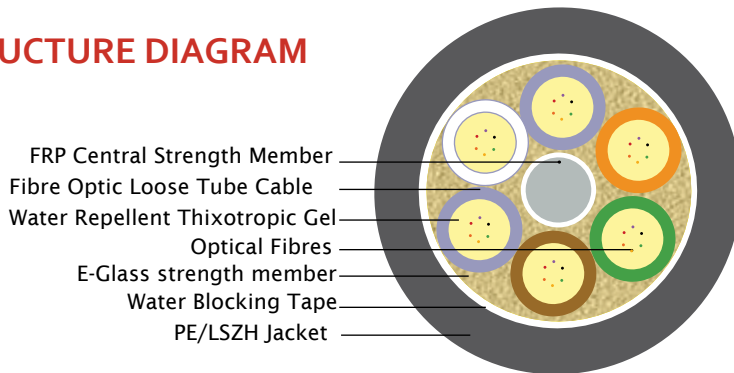 UCTURE DIAGRAM
FRP Central Strength Member
Fibre Optic Loose Tube Cable
Water Repellent Thixotropic Gel
Optical Fibres
E-Glass strength member
Water Blocking Tape
PE/LSZH Jacket